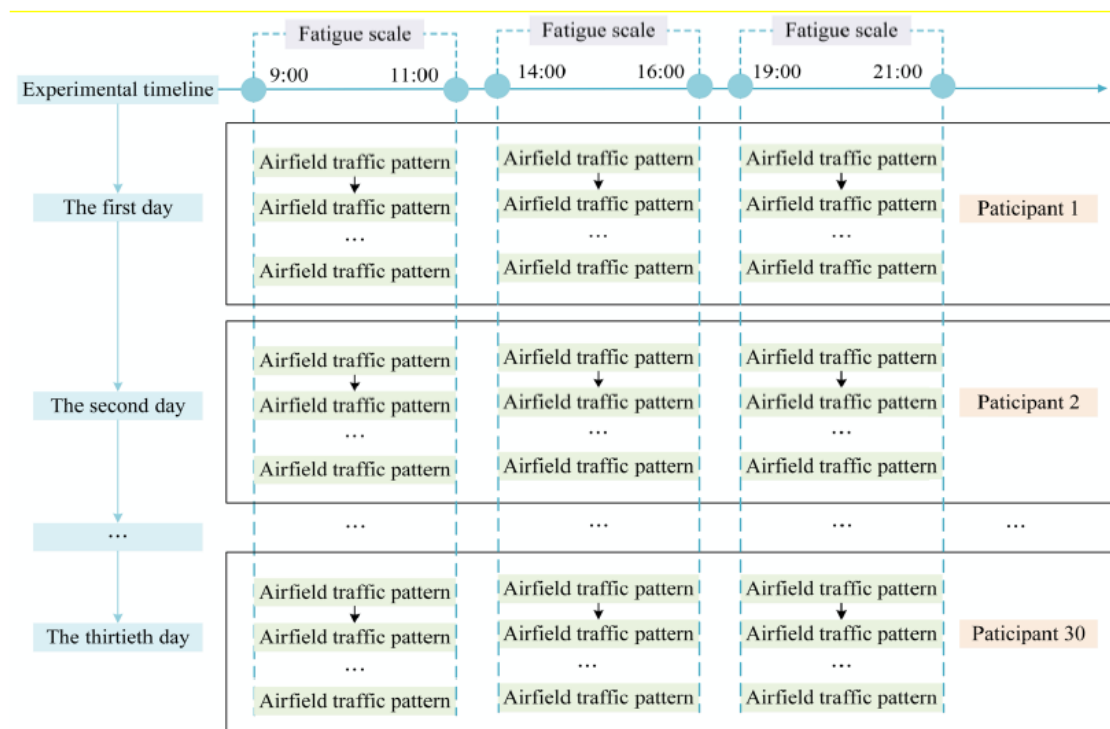 Fatigue scale Fatigue scale Fatigue scale
9:00 11:00 14:00 16:00 19:00 21:00
Experimental timeline
Airfield traffic pattern Airfield traffic pattern Airfield traffic pattern
The first day Airfield traffic pattern Airfield traffic pattern Airfield traffic pattern Paticipant 1
... ... ...
Airfield traffic pattern Airfield traffic pattern Airfield traffic pattern
Airfield traffic pattern Airfield traffic pattern Airfield traffic pattern
The second day Airfield traffic pattern Airfield traffic pattern Airfield traffic pattern Paticipant 2
... ... ...
Airfield traffic pattern Airfield traffic pattern Airfield traffic pattern
... ... ... ... ...
Airfield traffic pattern Airfield traffic pattern Airfield traffic pattern
The thirtieth day Airfield traffic pattern Airfield traffic pattern Airfield traffic pattern Paticipant 30
... ... ...
Airfield traffic pattern Airfield traffic pattern Airfield traffic pattern